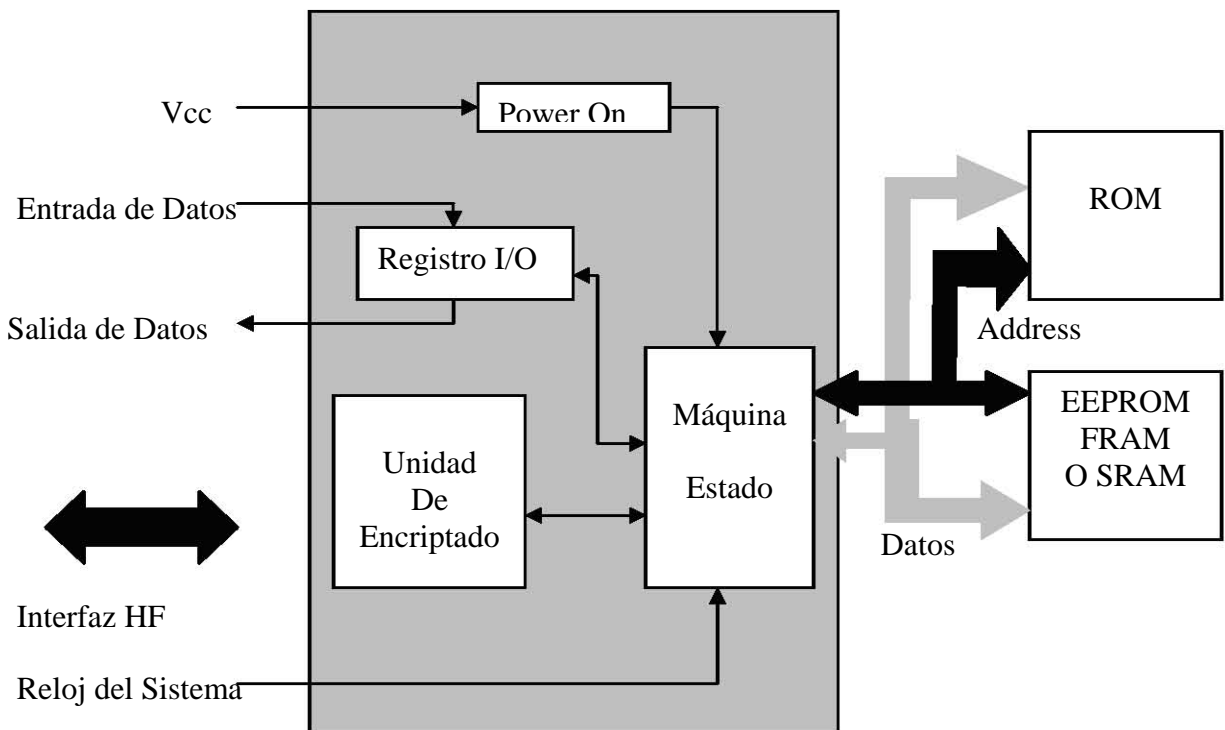 Vcc
Power On
Entrada de Datos
Registro I/O
Salida de Datos
ROM
Address
Máquina
Estado
EEPROM
FRAM
O SRAM
Unidad
De
Encriptado
Datos
Interfaz HF
Reloj del Sistema